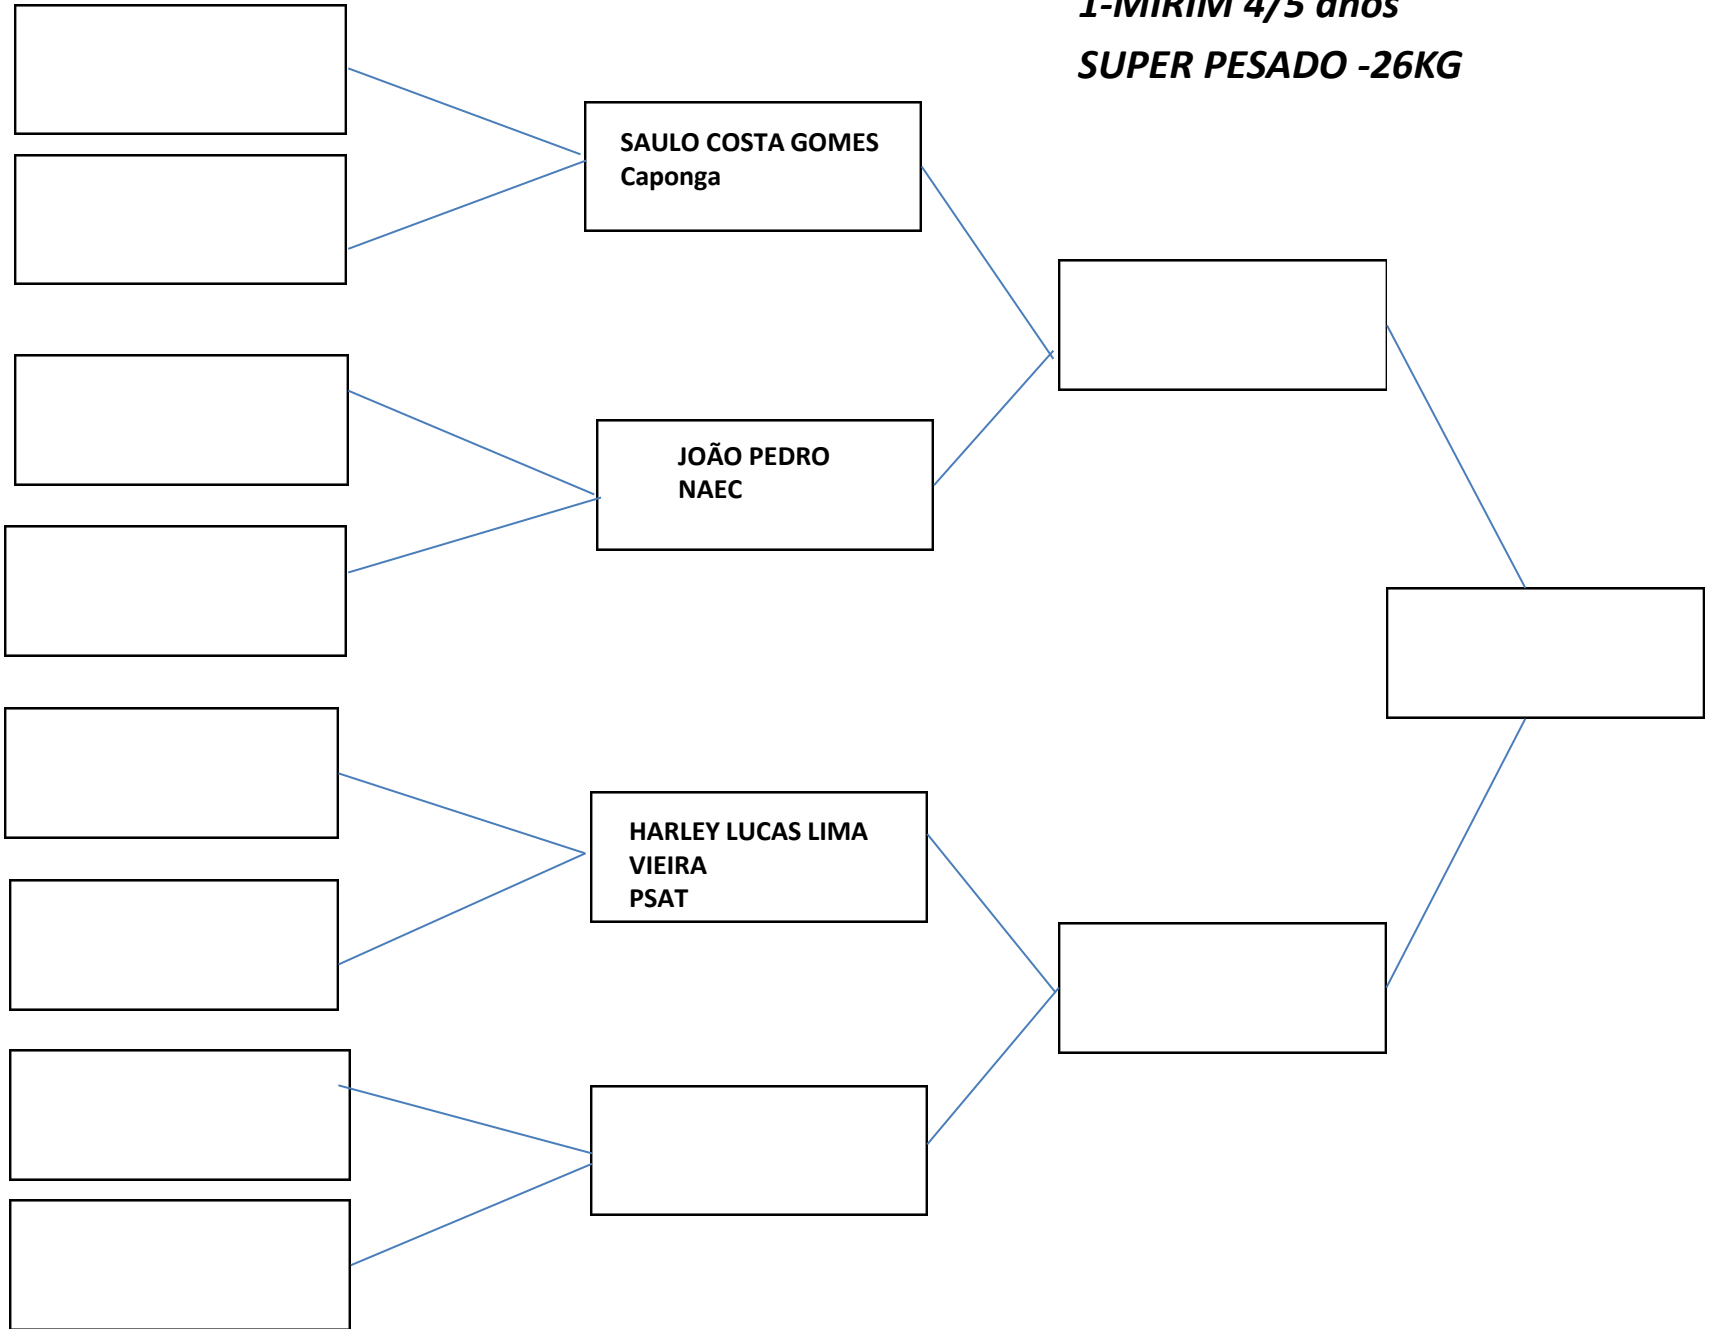 1-MIRIM 4/5 anos
SUPER PESADO -26KG
SAULO COSTA GOMES
Caponga
JOÃO PEDRO
NAEC
HARLEY LUCAS LIMA
VIEIRA
PSAT